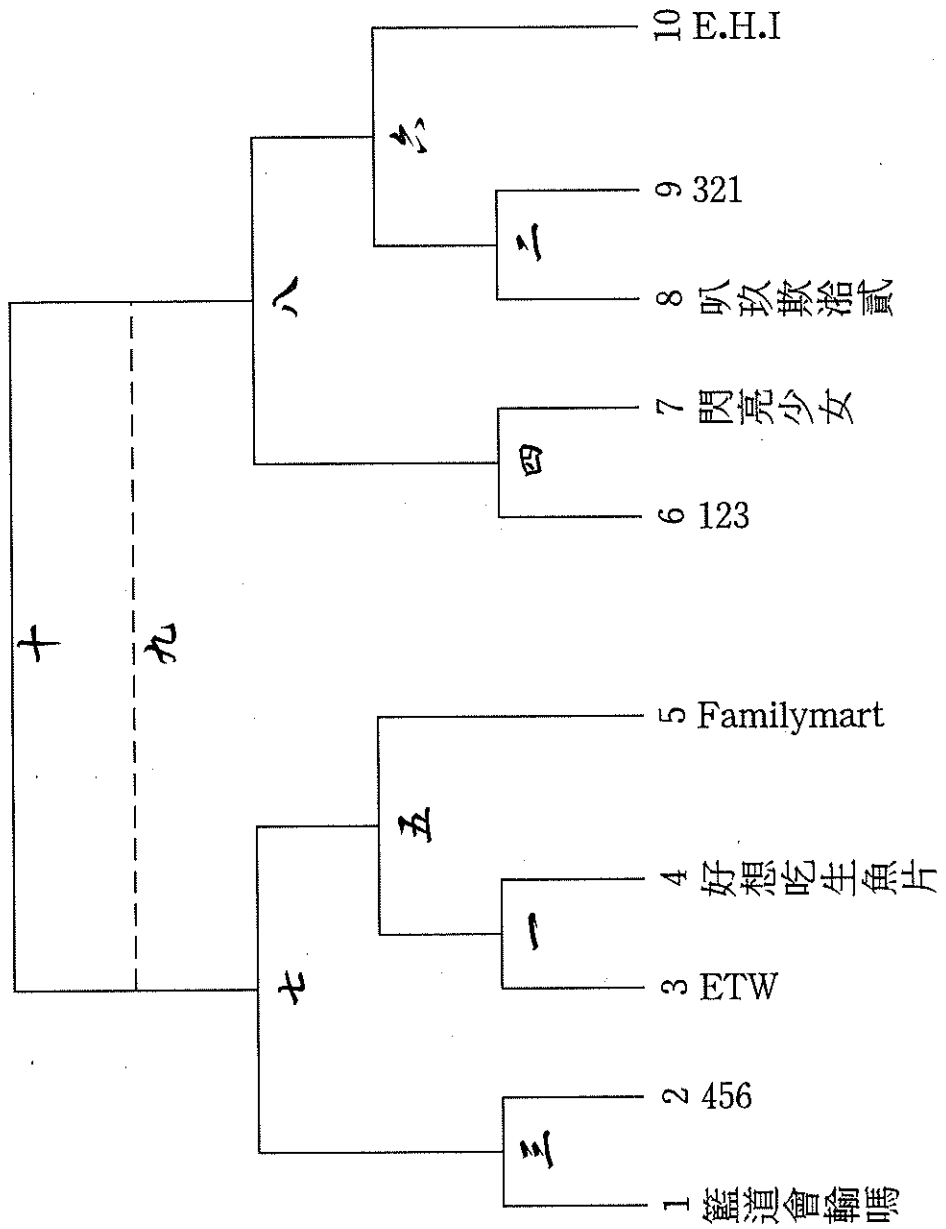 十
九
七
八
五
六
三
一
四
二
1 籃道會輸嗎
2 456
3 ETW
4 好想吃生魚片
5 Familymart
6 123
7 閃亮少女
8 叭玖欺湁貳
9 321
10 E.H.I